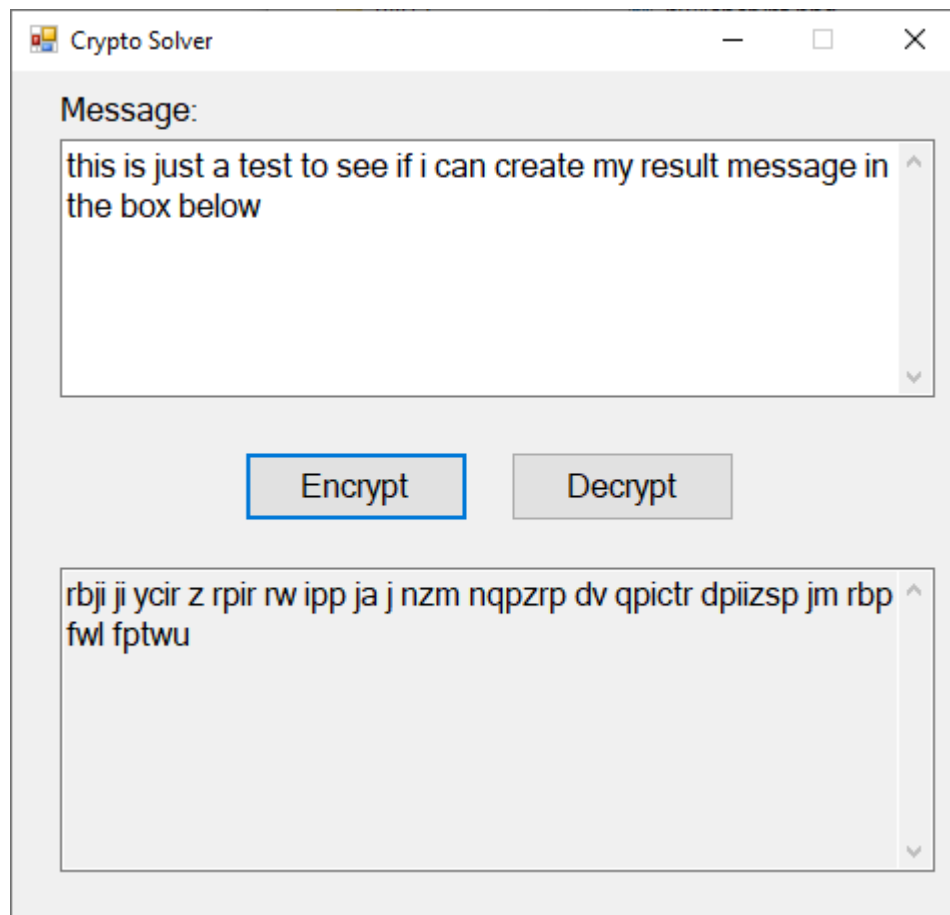 Crypto Solver
Message:
this is just a test to see if i can create my result message in
the box below
Encrypt Decrypt
rbji ji ycir z rpir rw ipp ja j nzm nqpzrp dv qpictr dpiizsp jm rbp
fwl fptwu